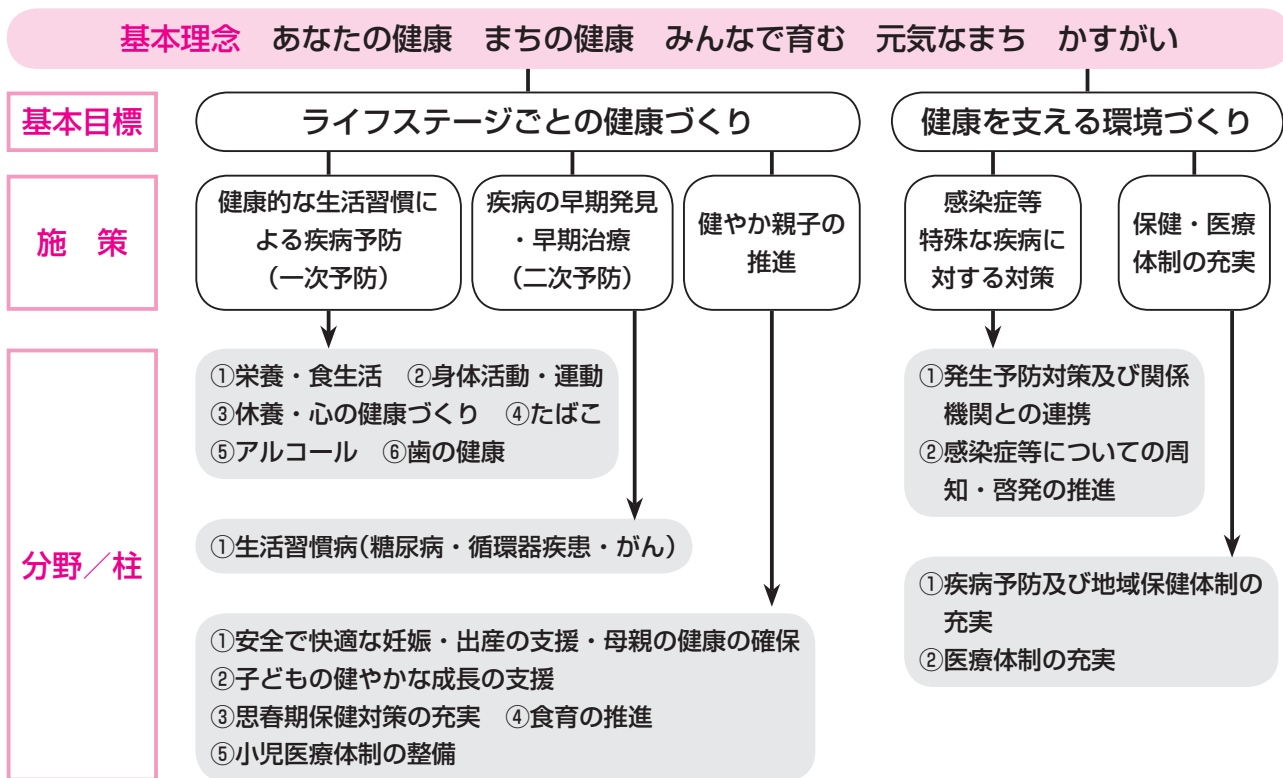 基本理念　あなたの健康　まちの健康　みんなで育む　元気なまち　かすがい
基本目標
ライフステージごとの健康づくり
健康を支える環境づくり
施　策
健康的な生活習慣に
よる疾病予防
（一次予防）
疾病の早期発見
・早期治療
（二次予防）
健やか親子の
推進
感染症等
特殊な疾病に
対する対策
保健・医療
体制の充実
分野／柱
①栄養・食生活　②身体活動・運動
③休養・心の健康づくり　④たばこ
⑤アルコール　⑥歯の健康
①生活習慣病（糖尿病・循環器疾患・がん）
①安全で快適な妊娠・出産の支援・母親の健康の確保
②子どもの健やかな成長の支援
③思春期保健対策の充実　④食育の推進
⑤小児医療体制の整備
①発生予防対策及び関係
機関との連携
②感染症等についての周
知・啓発の推進
①疾病予防及び地域保健体制の
充実
②医療体制の充実